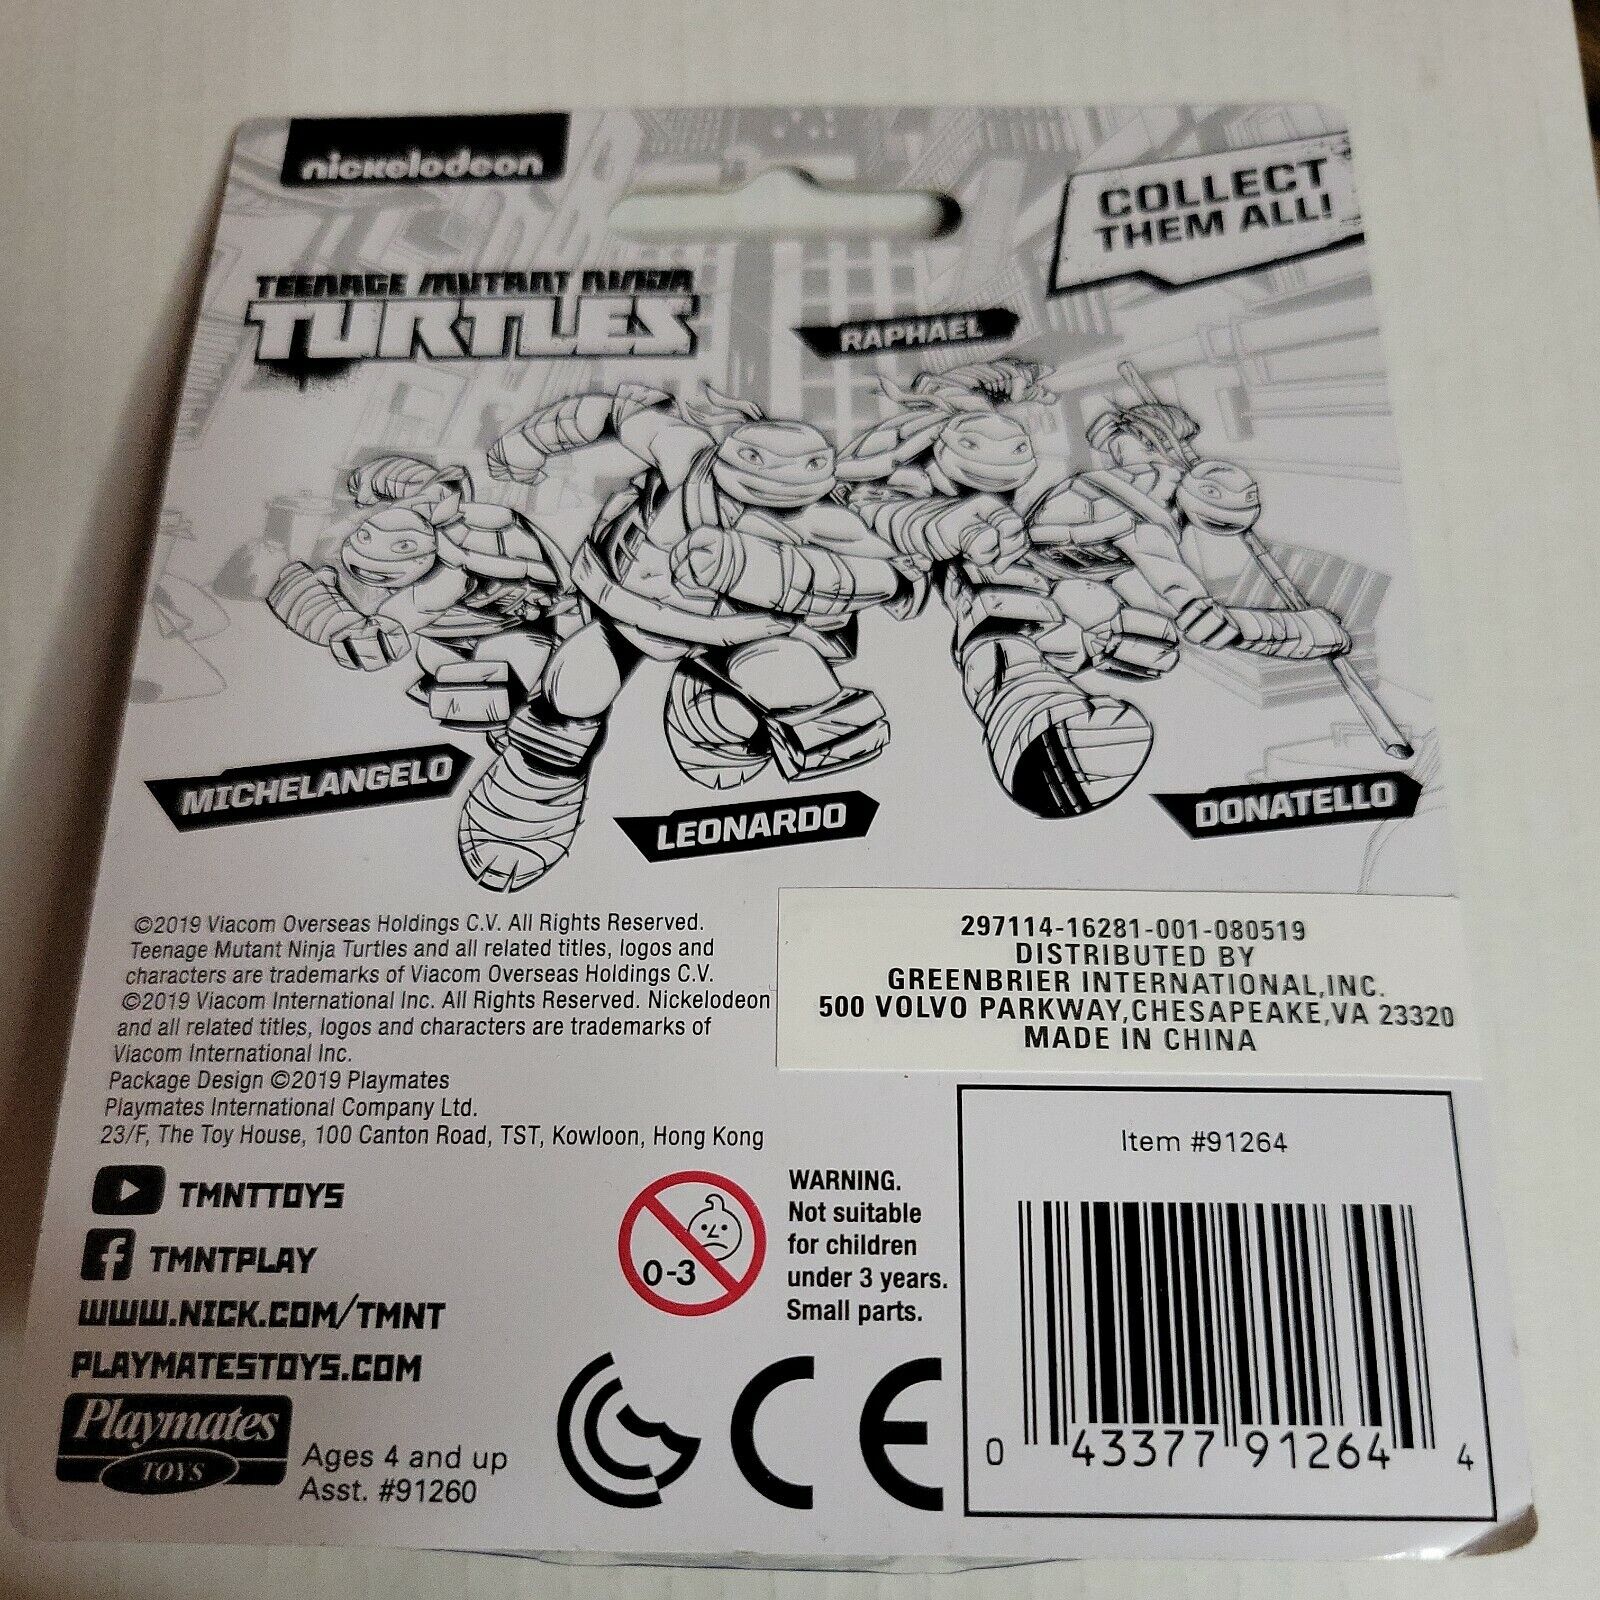 nickelodeon
COLLECT
THEM ALL!
TEENAGE MUTANT NINJA
TURTLES
RAPHAEL
MICHELANGELO
LEONARDO
DONATELLO
©2019 Viacom Overseas Holdings C.V. All Rights Reserved.
Teenage Mutant Ninja Turtles and all related titles, logos and
characters are trademarks of Viacom Overseas Holdings C.V.
©2019 Viacom International Inc. All Rights Reserved. Nickelodeon
and all related titles, logos and characters are trademarks of
Viacom International Inc.
Package Design ©2019 Playmates
Playmates International Company Ltd.
23/F, The Toy House, 100 Canton Road, TST, Kowloon, Hong Kong
297114-16281-001-080519
DISTRIBUTED BY
GREENBRIER INTERNATIONAL,INC.
500 VOLVO PARKWAY,CHESAPEAKE,VA 23320
MADE IN CHINA
TMNTTOYS
TMNTPLAY
WWW.NICK.COM/TMNT
PLAYMATESTOYS.COM
Playmates
TOYS
Ages 4 and up
Asst. #91260
0-3
WARNING.
Not suitable
for children
under 3 years.
Small parts.
CE
Item #91264
0 43377 91264 4